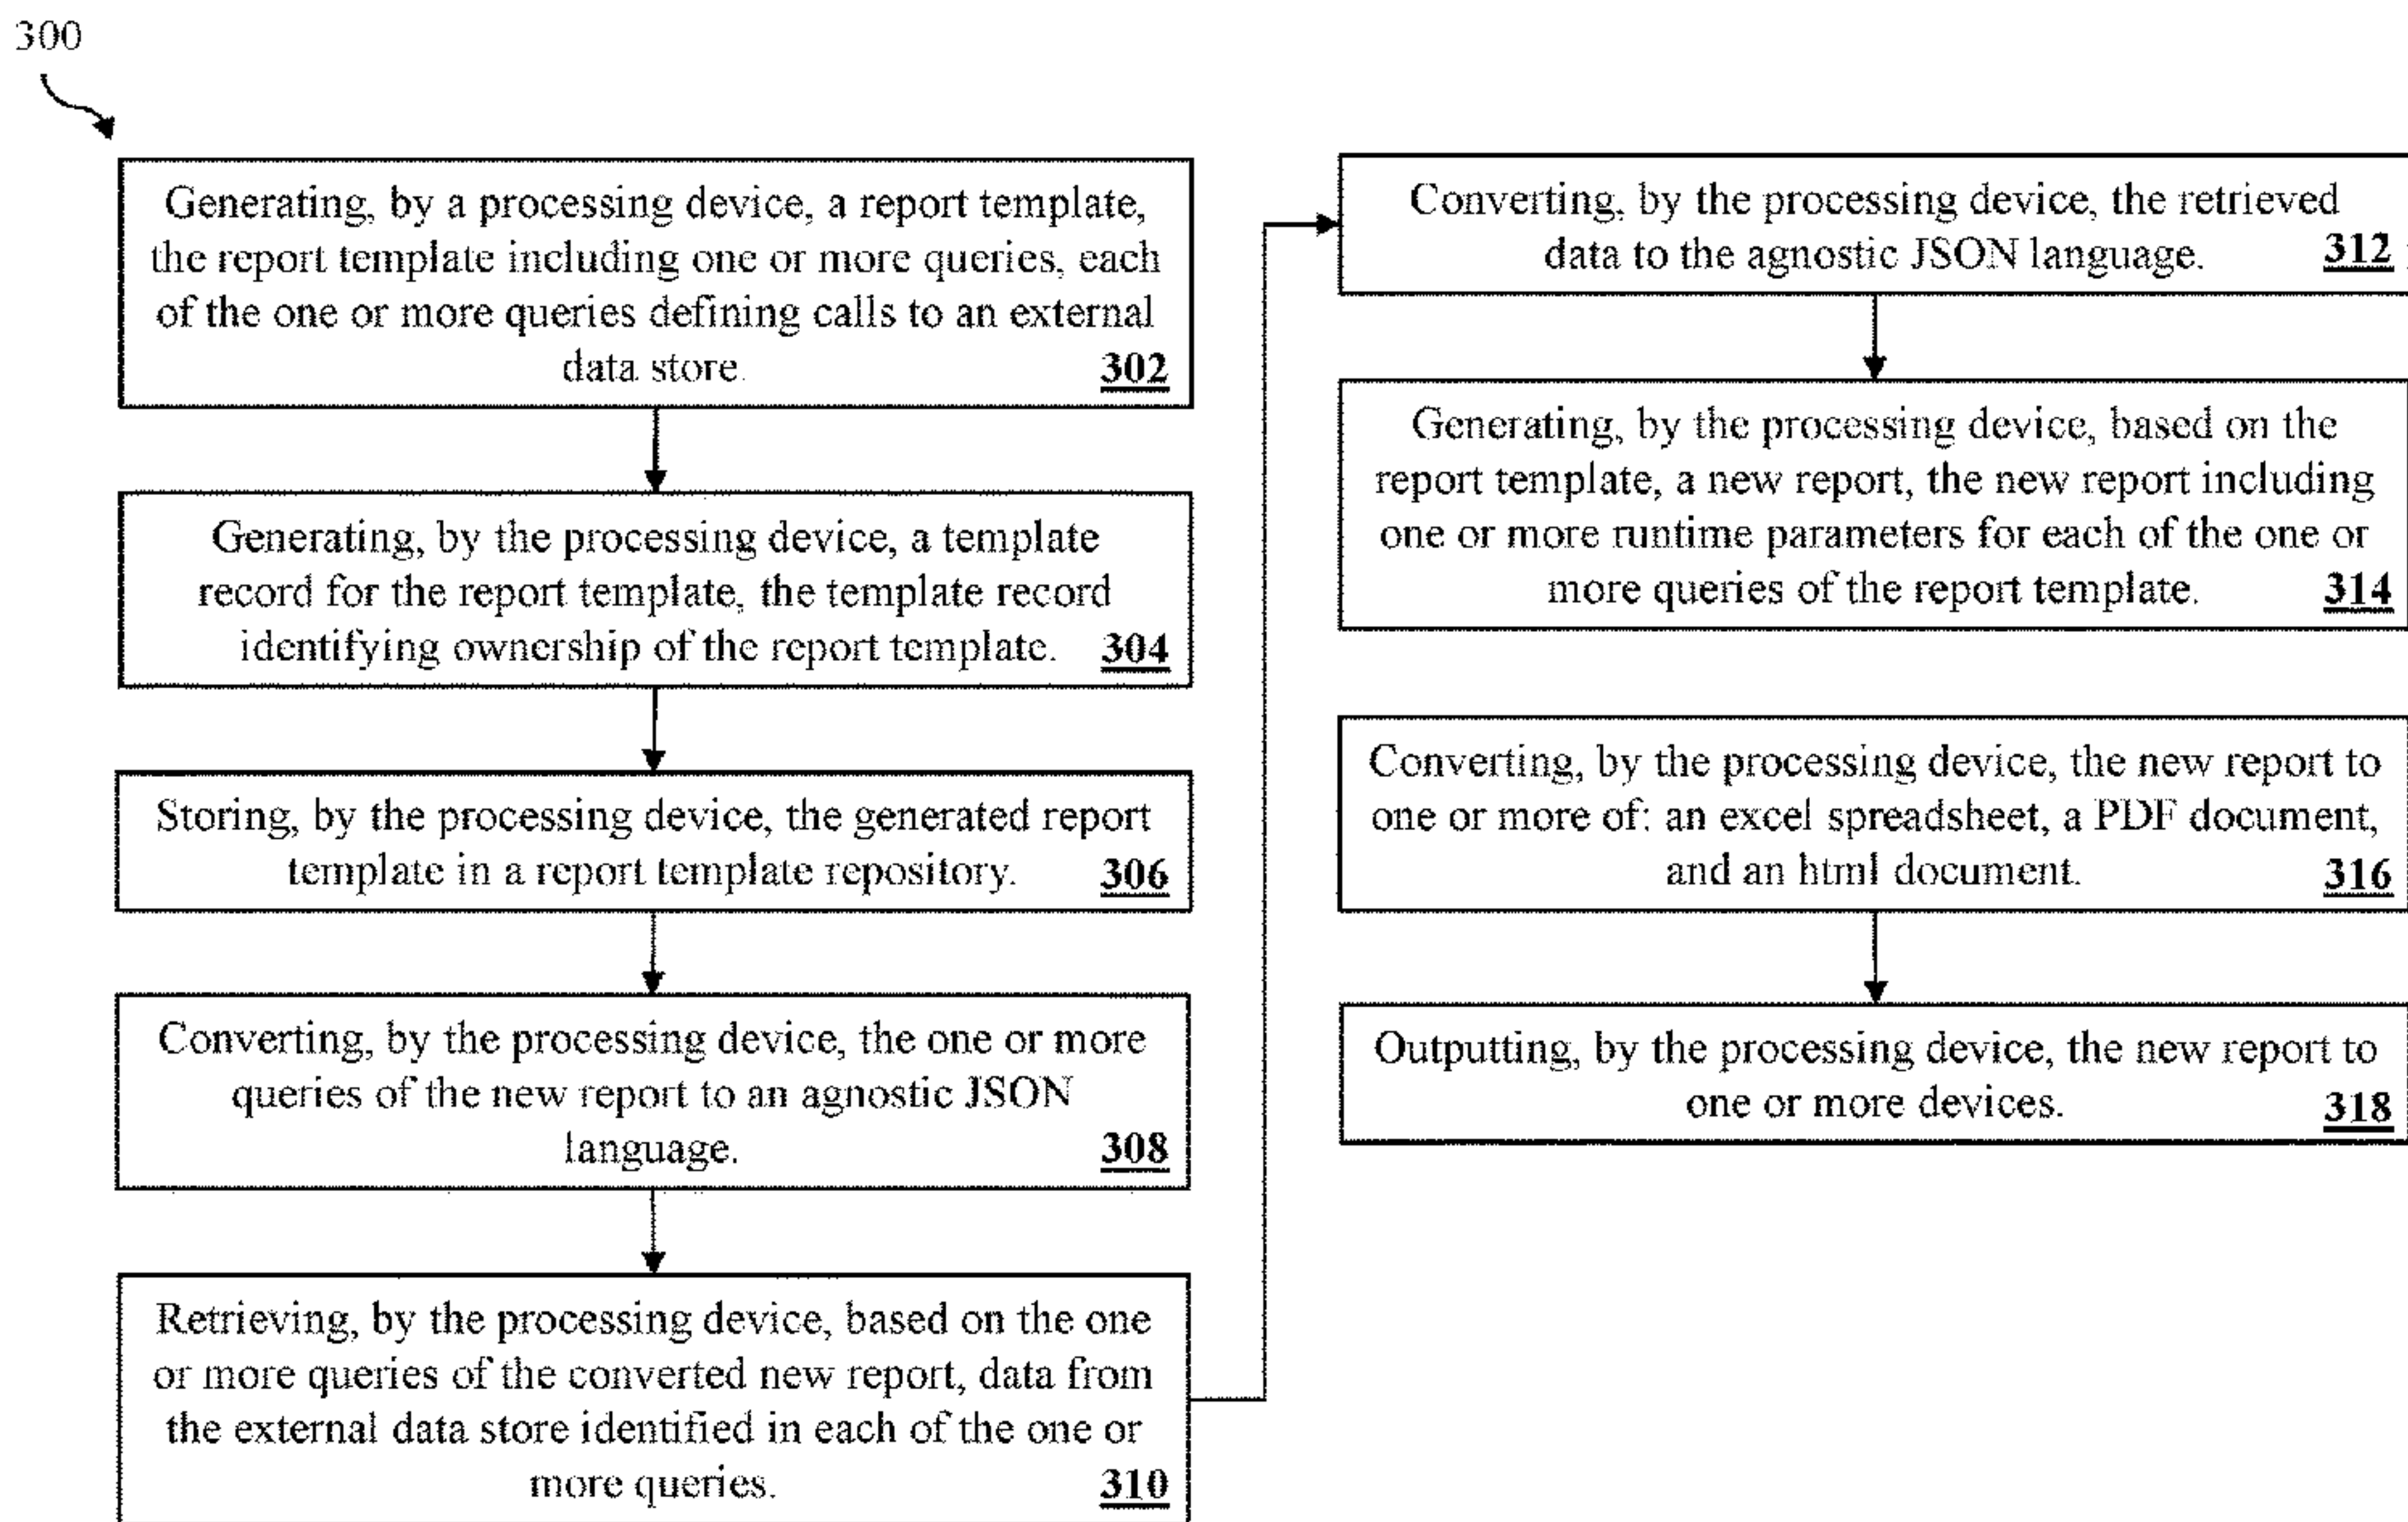 300
Generating, by a processing device, a report template,
the report template including one or more queries, each
of the one or more queries defining calls to an external
data store. 302
Generating, by the processing device, a template
record for the report template, the template record
identifying ownership of the report template. 304
Storing, by the processing device, the generated report
template in a report template repository. 306
Converting, by the processing device, the one or more
queries of the new report to an agnostic JSON
language. 308
Retrieving, by the processing device, based on the one
or more queries of the converted new report, data from
the external data store identified in each of the one or
more queries. 310
Converting, by the processing device, the retrieved
data to the agnostic JSON language. 312
Generating, by the processing device, based on the
report template, a new report, the new report including
one or more runtime parameters for each of the one or
more queries of the report template. 314
Converting, by the processing device, the new report to
one or more of: an excel spreadsheet, a PDF document,
and an html document. 316
Outputting, by the processing device, the new report to
one or more devices. 318